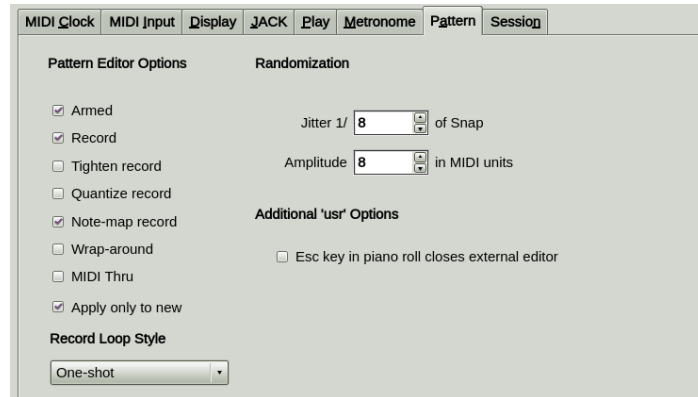 MIDI Clock MIDI Input Display JACK Play Metronome Pattern Session
Pattern Editor Options
Armed
Record
Tighten record
Quantize record
Note-map record
Wrap-around
MIDI Thru
Apply only to new
Record Loop Style
One-shot
Randomization
Jitter 1/ 8 of Snap
Amplitude 8 in MIDI units
Additional 'usr' Options
Esc key in piano roll closes external editor